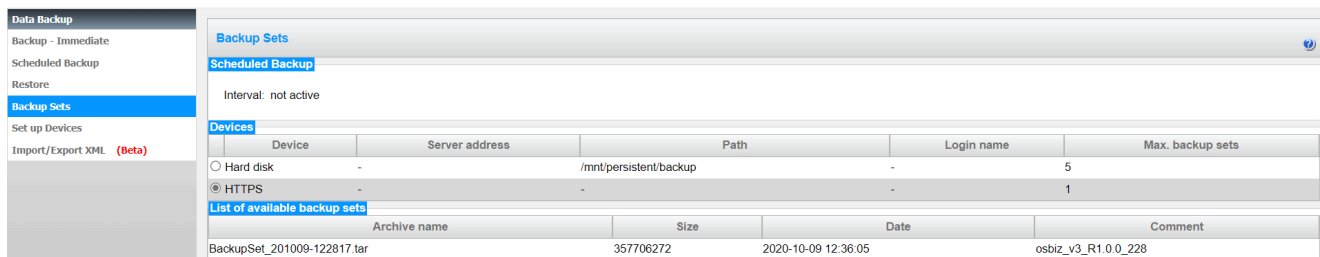 Data Backup
Backup - Immediate
Scheduled Backup
Restore
Backup Sets
Set up Devices
Import/Export XML (Beta)
Backup Sets
?
Scheduled Backup
Interval: not active
Devices
Device Server address Path Login name Max. backup sets
Hard disk - /mnt/persistent/backup - 5
HTTPS - - - 1
List of available backup sets
Archive name Size Date Comment
BackupSet_201009-122817.tar 357706272 2020-10-09 12:36:05 osbiz_v3_R1.0.0_228